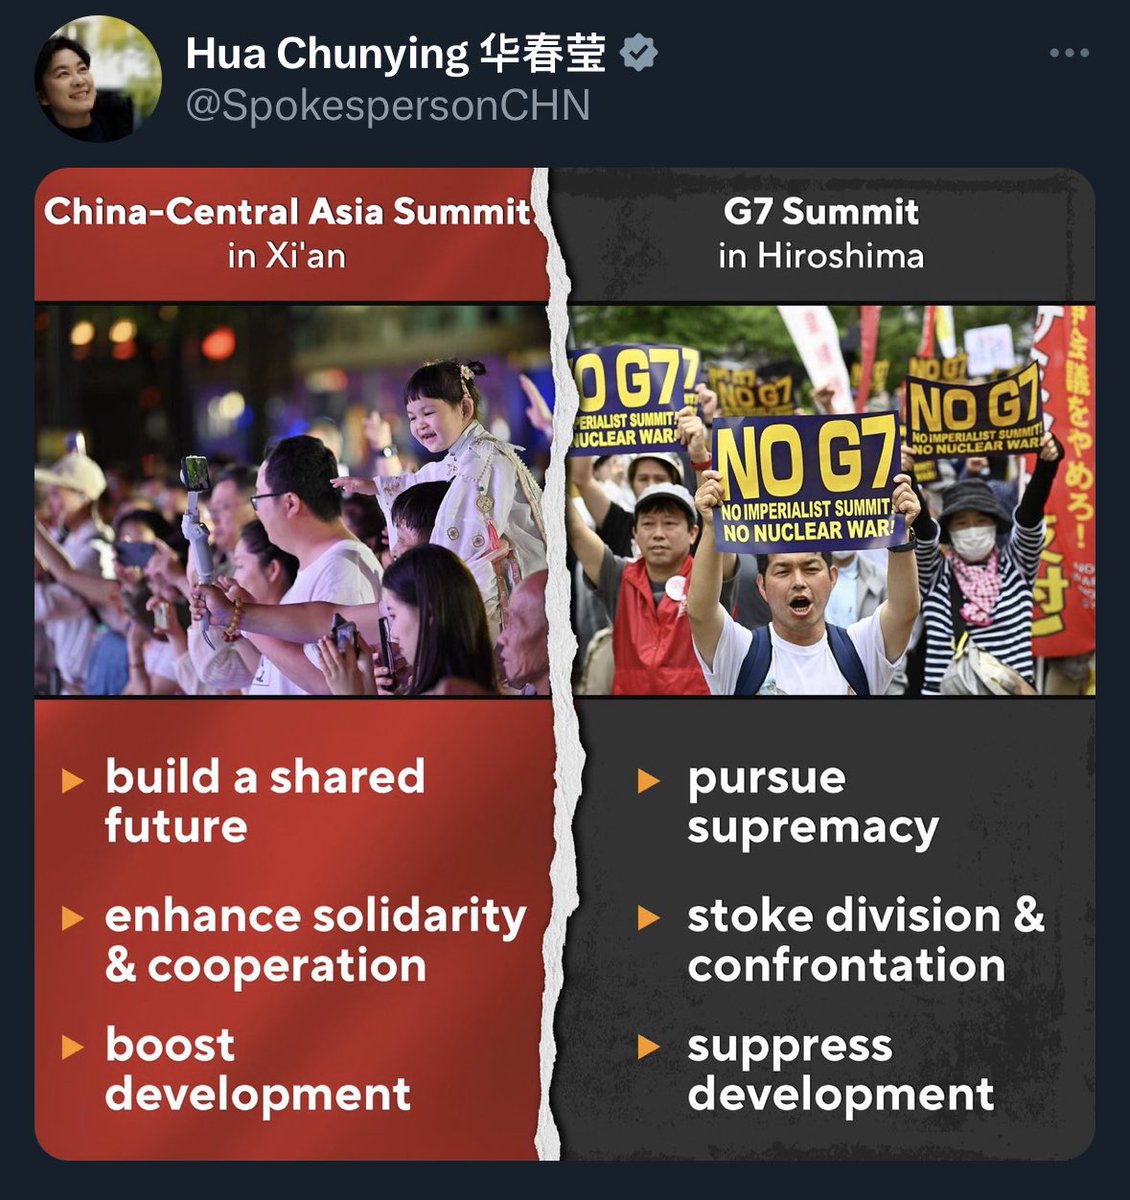 Hua Chunying 华春莹
@SpokespersonCHN
China-Central Asia Summit
in Xi'an
G7 Summit
in Hiroshima
O G7?
PERIALIST SUMMIT!
NUCLEAR WAR!
NO G7
NO IMPERIALIST SUMMIT!
NO NUCLEAR WAR!
NO G7
NO IMPERIALIST SUMMIT!
NO NUCLEAR WAR!
NO G7
会議をやめろ!
build a shared
future
enhance solidarity
& cooperation
boost
development
pursue
supremacy
stoke division &
confrontation
suppress
development